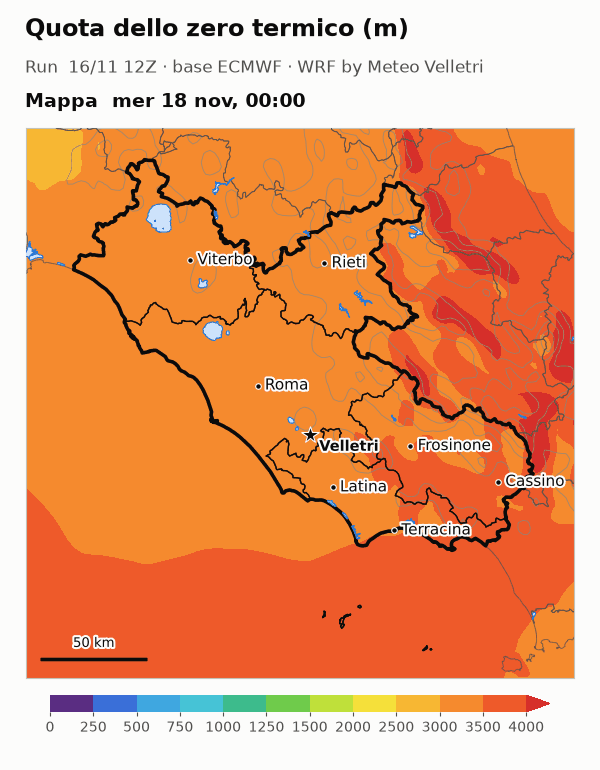 Quota dello zero termico (m)
Run  16/11 12Z · base ECMWF · WRF by Meteo Velletri
Mappa  mer 18 nov, 00:00
Viterbo
Rieti
Roma
Velletri
Frosinone
Cassino
Latina
Terracina
50 km
0 250 500 750 1000 1250 1500 2000 2500 3000 3500 4000